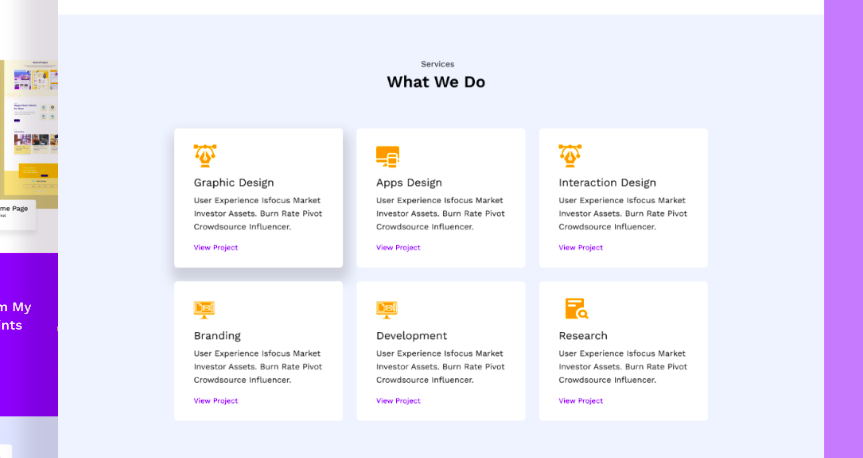 Services
What We Do
Graphic Design
User Experience Isfocus Market
Investor Assets. Burn Rate Pivot
Crowdsource Influencer.
View Project
Apps Design
User Experience Isfocus Market
Investor Assets. Burn Rate Pivot
Crowdsource Influencer.
View Project
Interaction Design
User Experience Isfocus Market
Investor Assets. Burn Rate Pivot
Crowdsource Influencer.
View Project
Branding
User Experience Isfocus Market
Investor Assets. Burn Rate Pivot
Crowdsource Influencer.
View Project
Development
User Experience Isfocus Market
Investor Assets. Burn Rate Pivot
Crowdsource Influencer.
View Project
Research
User Experience Isfocus Market
Investor Assets. Burn Rate Pivot
Crowdsource Influencer.
View Project
Page
My